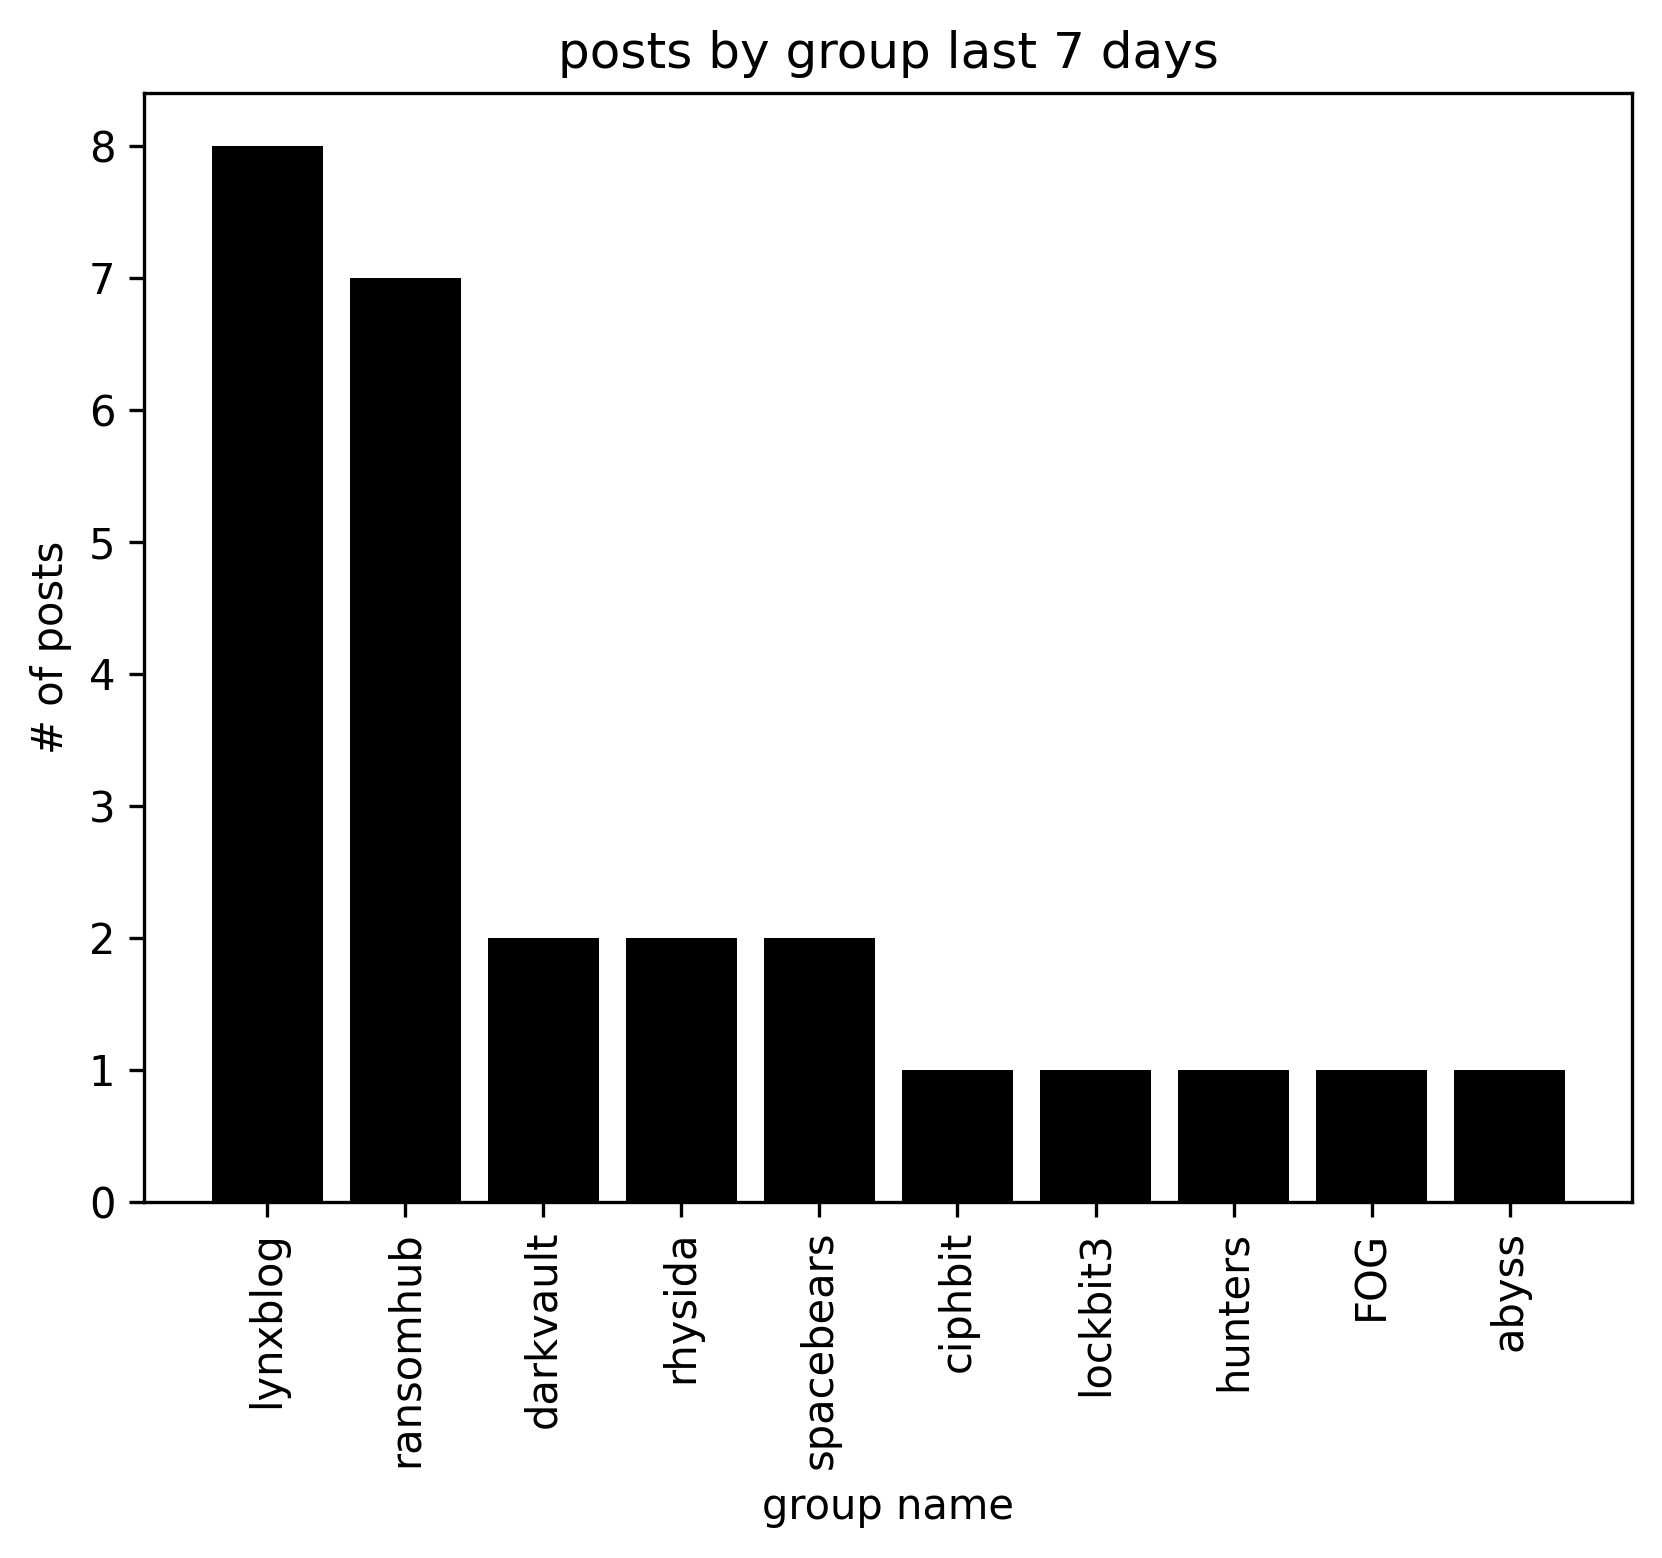 posts by group last 7 days
# of posts
8
7
6
5
4
3
2
1
0
lynxblog
ransomhub
darkvault
rhysida
spacebears
ciphbit
lockbit3
hunters
FOG
abyss
group name